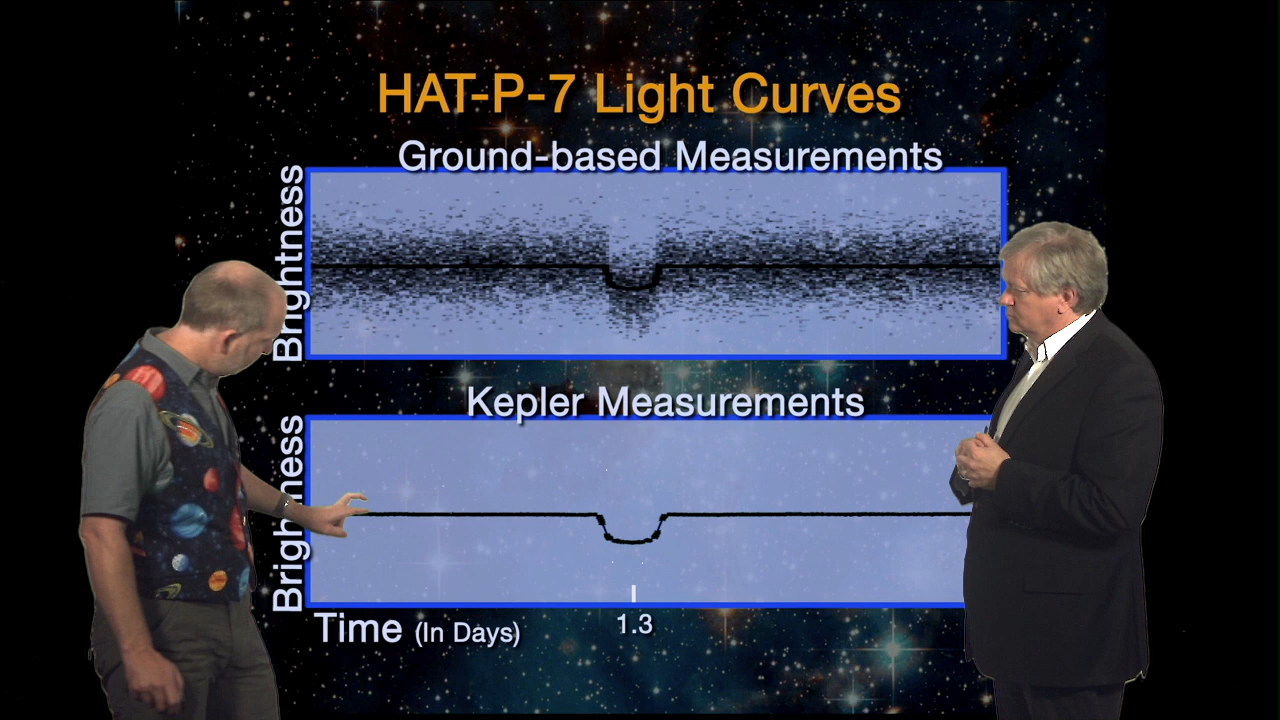 HAT-P-7 Light Curves
Ground-based Measurements
Brightness
Kepler Measurements
Brightness
Time (In Days)
1.3